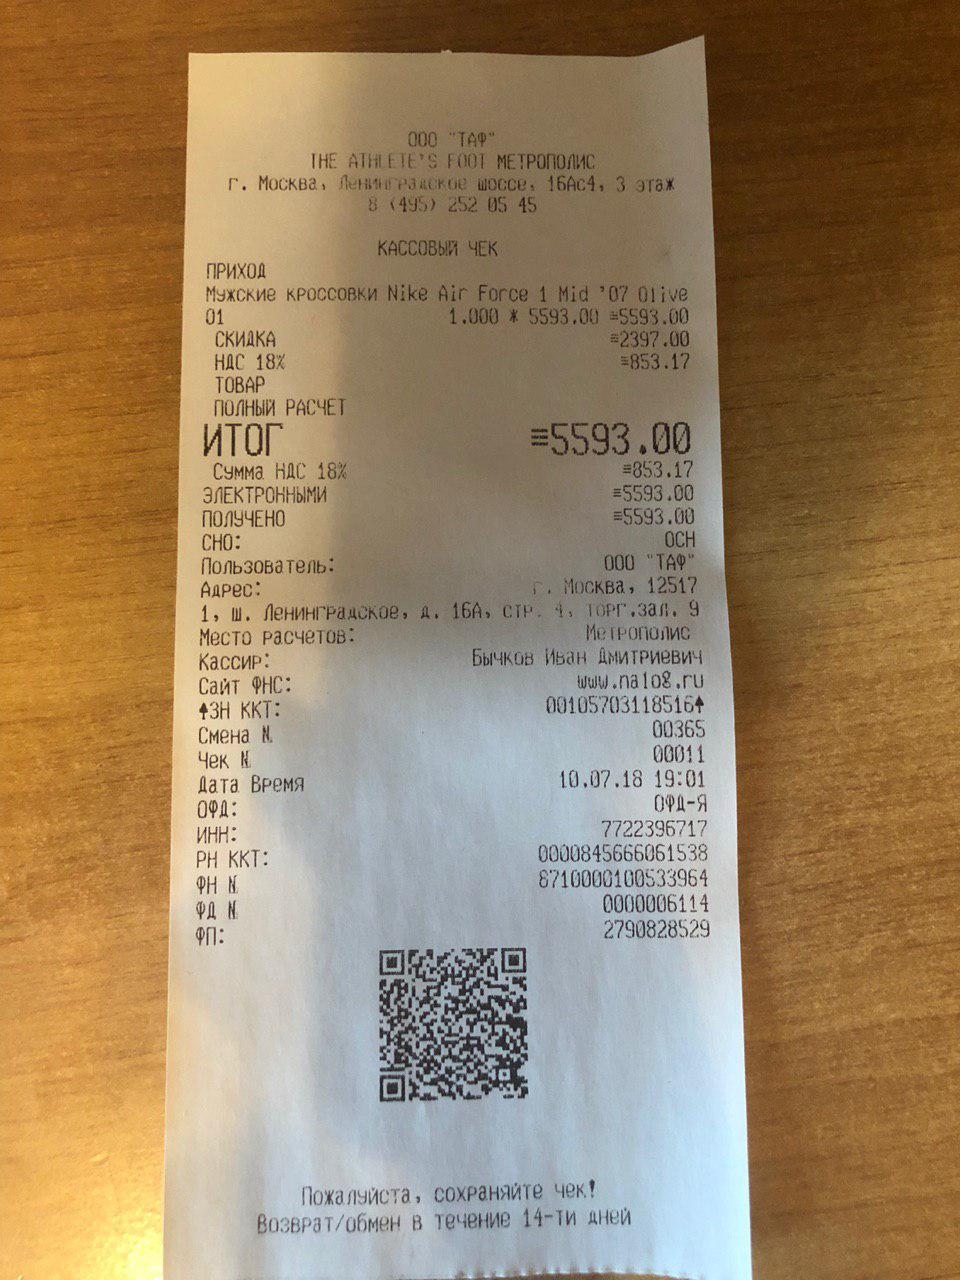 ООО "ТАФ"
THE ATHLETE'S FOOT МЕТРОПОЛИС
г. Москва, Ленинградское шоссе, 16Ас4, 3 этаж
8 (495) 252 05 45
КАССОВЫЙ ЧЕК
ПРИХОД
Мужские кроссовки Nike Air Force 1 Mid '07 Olive
01 1.000 * 5593.00 =5593.00
СКИДКА =2397.00
НДС 18% =853.17
ТОВАР
ПОЛНЫЙ РАСЧЕТ
ИТОГ ≡5593.00
Сумма НДС 18% ≡853.17
ЭЛЕКТРОННЫМИ ≡5593.00
ПОЛУЧЕНО ≡5593.00
СНО: ОСН
Пользователь: ООО "ТАФ"
Адрес: г. Москва, 12517
1, ш. Ленинградское, д. 16А, стр. 4, торг.зал. 9
Место расчетов: Метрополис
Кассир: Бычков Иван Дмитриевич
Сайт ФНС: www.nalog.ru
↑ЗН ККТ: 00105703118516↑
Смена № 00365
Чек № 00011
Дата Время 10.07.18 19:01
ОФД: ОФД-Я
ИНН: 7722396717
РН ККТ: 0000845666061538
ФН № 8710000100533964
ФД № 0000006114
ФП: 2790828529
Пожалуйста, сохраняйте чек!
Возврат/обмен в течение 14-ти дней